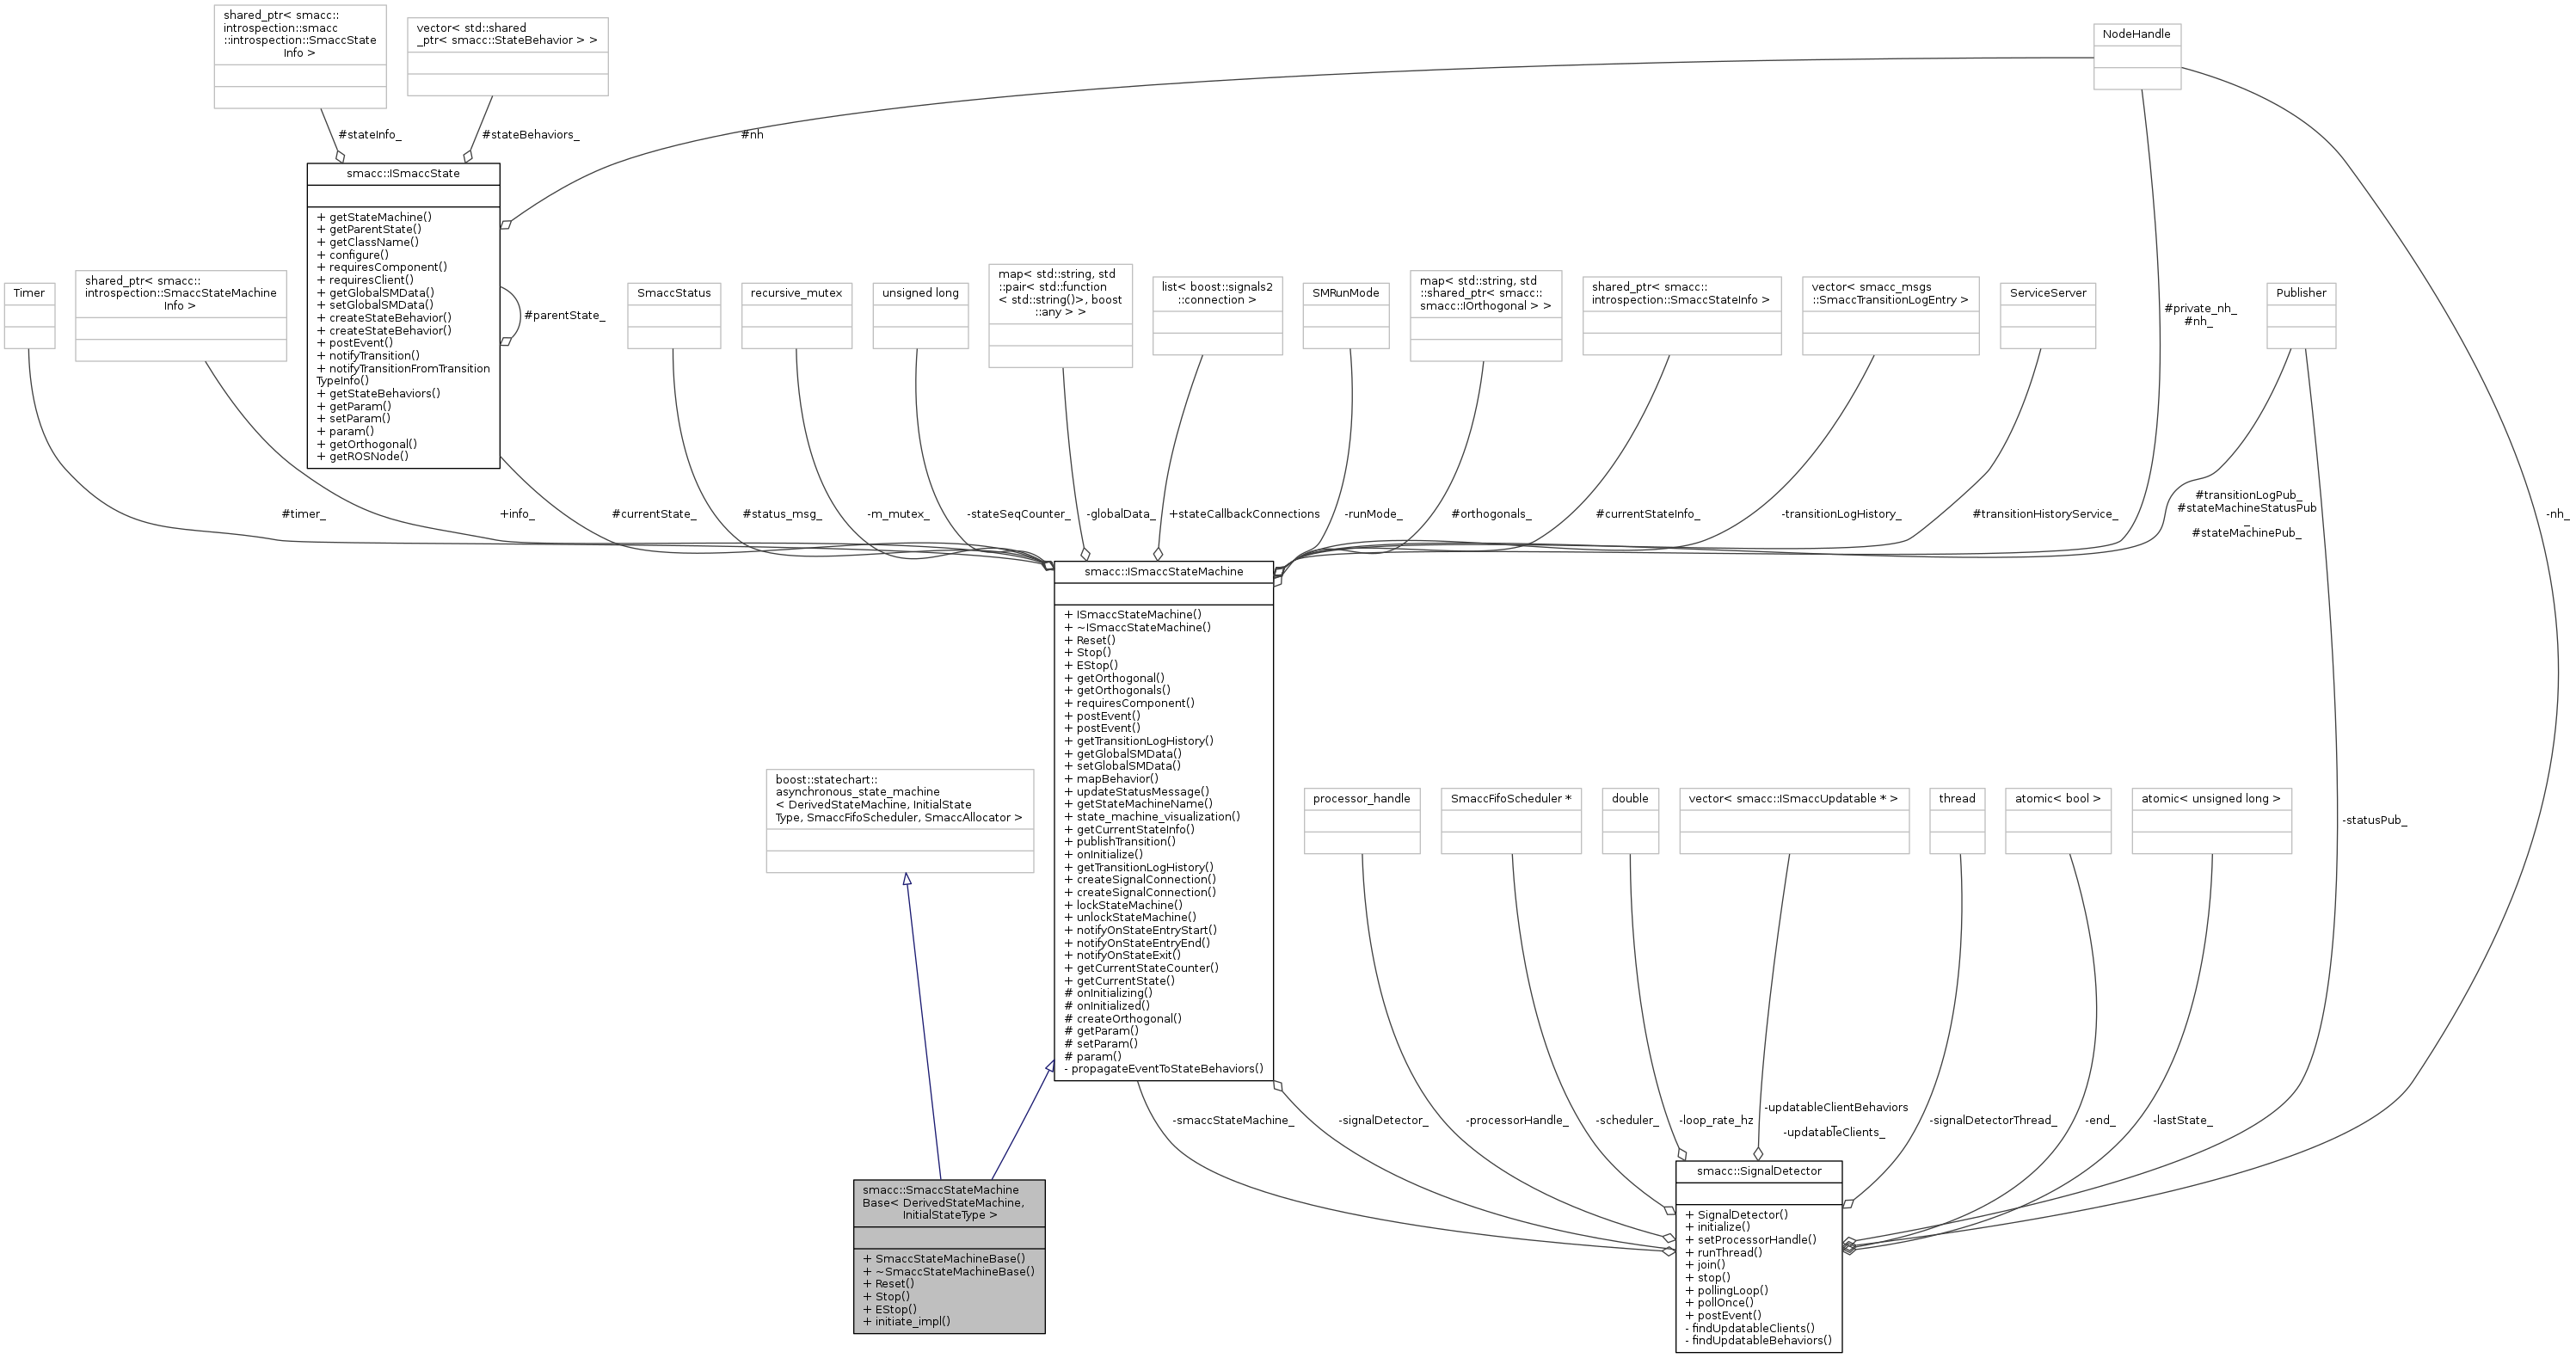 shared_ptr< smacc::
introspection::smacc
::introspection::SmaccState
Info >
vector< std::shared
_ptr< smacc::StateBehavior > >
NodeHandle
#stateInfo_
#stateBehaviors_
#nh
smacc::ISmaccState
+ getStateMachine()
+ getParentState()
+ getClassName()
+ configure()
+ requiresComponent()
+ requiresClient()
+ getGlobalSMData()
+ setGlobalSMData()
+ createStateBehavior()
+ createStateBehavior()
+ postEvent()
+ notifyTransition()
+ notifyTransitionFromTransition
TypeInfo()
+ getStateBehaviors()
+ getParam()
+ setParam()
+ param()
+ getOrthogonal()
+ getROSNode()
#parentState_
Timer
shared_ptr< smacc::
introspection::SmaccStateMachine
Info >
SmaccStatus
recursive_mutex
unsigned long
map< std::string, std
::pair< std::function
< std::string()>, boost
::any > >
list< boost::signals2
::connection >
SMRunMode
map< std::string, std
::shared_ptr< smacc::
smacc::IOrthogonal > >
shared_ptr< smacc::
introspection::SmaccStateInfo >
vector< smacc_msgs
::SmaccTransitionLogEntry >
ServiceServer
Publisher
#private_nh_
#nh_
#timer_
+info_
#currentState_
#status_msg_
-m_mutex_
-stateSeqCounter_
-globalData_
+stateCallbackConnections
-runMode_
#orthogonals_
#currentStateInfo_
-transitionLogHistory_
#transitionHistoryService_
#transitionLogPub_
#stateMachineStatusPub
_
#stateMachinePub_
-nh_
smacc::ISmaccStateMachine
+ ISmaccStateMachine()
+ ~ISmaccStateMachine()
+ Reset()
+ Stop()
+ EStop()
+ getOrthogonal()
+ getOrthogonals()
+ requiresComponent()
+ postEvent()
+ postEvent()
+ getTransitionLogHistory()
+ getGlobalSMData()
+ setGlobalSMData()
+ mapBehavior()
+ updateStatusMessage()
+ getStateMachineName()
+ state_machine_visualization()
+ getCurrentStateInfo()
+ publishTransition()
+ onInitialize()
+ getTransitionLogHistory()
+ createSignalConnection()
+ createSignalConnection()
+ lockStateMachine()
+ unlockStateMachine()
+ notifyOnStateEntryStart()
+ notifyOnStateEntryEnd()
+ notifyOnStateExit()
+ getCurrentStateCounter()
+ getCurrentState()
# onInitializing()
# onInitialized()
# createOrthogonal()
# getParam()
# setParam()
# param()
- propagateEventToStateBehaviors()
boost::statechart::
asynchronous_state_machine
< DerivedStateMachine, InitialState
Type, SmaccFifoScheduler, SmaccAllocator >
processor_handle
SmaccFifoScheduler *
double
vector< smacc::ISmaccUpdatable * >
thread
atomic< bool >
atomic< unsigned long >
-statusPub_
-smaccStateMachine_
-signalDetector_
-processorHandle_
-scheduler_
-loop_rate_hz
-updatableClientBehaviors
_
-updatableClients_
-signalDetectorThread_
-end_
-lastState_
smacc::SmaccStateMachine
Base< DerivedStateMachine,
InitialStateType >
+ SmaccStateMachineBase()
+ ~SmaccStateMachineBase()
+ Reset()
+ Stop()
+ EStop()
+ initiate_impl()
smacc::SignalDetector
+ SignalDetector()
+ initialize()
+ setProcessorHandle()
+ runThread()
+ join()
+ stop()
+ pollingLoop()
+ pollOnce()
+ postEvent()
- findUpdatableClients()
- findUpdatableBehaviors()